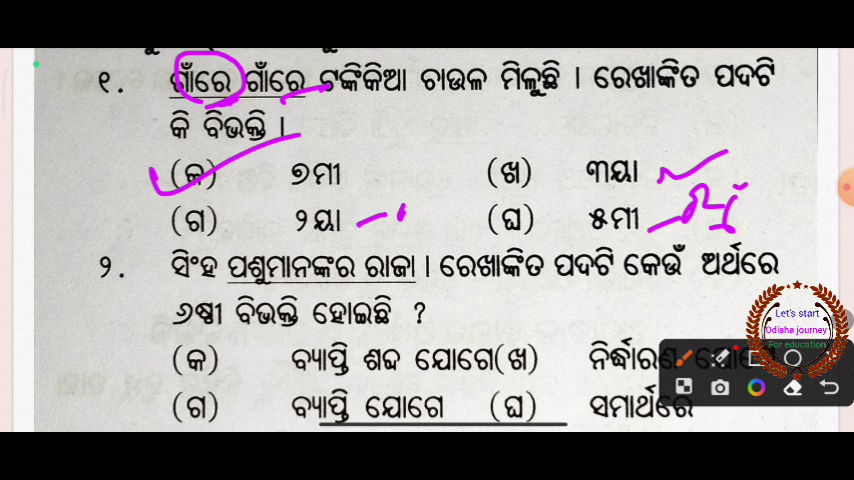 ୧. ଗାଁରେ ଗାଁରେ ଟଙ୍କିକିଆ ଚାଉଳ ମିଳୁଛି । ରେଖାଙ୍କିତ ପଦଟି
କି ବିଭକ୍ତି ।
(କ) ୭ମୀ (ଖ) ୩ୟା
(ଗ) ୨ୟା (ଘ) ୫ମୀ
୨. ସିଂହ ପଶୁମାନଙ୍କର ରାଜା । ରେଖାଙ୍କିତ ପଦଟି କେଉଁ ଅର୍ଥରେ
୬ଷ୍ଠୀ ବିଭକ୍ତି ହୋଇଛି ?
(କ) ବ୍ୟାପ୍ତି ଶବ୍ଦ ଯୋଗେ (ଖ) ନିର୍ଦ୍ଧାରଣ
(ଗ) ବ୍ୟାପ୍ତି ଯୋଗେ (ଘ) ସମାର୍ଥରେ
Let's start
Odisha journey
For education